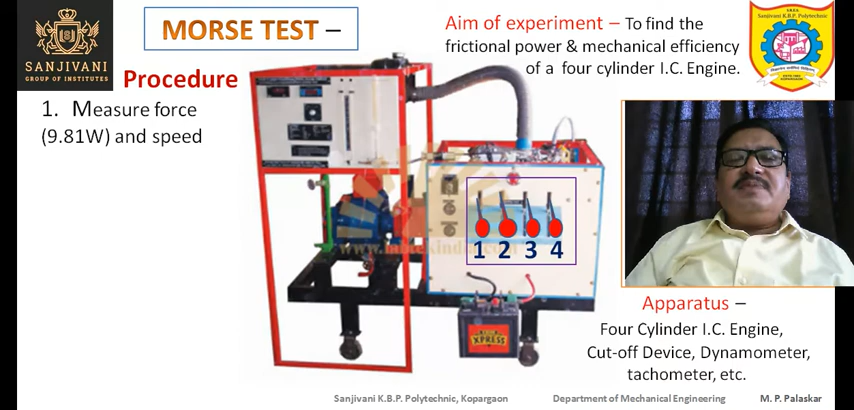 SANJIVANI
GROUP OF INSTITUTES
MORSE TEST –
Aim of experiment – To find the
frictional power & mechanical efficiency
of a four cylinder I.C. Engine.
Sanjivani K.B.P. Polytechnic
Procedure
1. Measure force
(9.81W) and speed
1 2 3 4
XPRESS
Apparatus –
Four Cylinder I.C. Engine,
Cut-off Device, Dynamometer,
tachometer, etc.
Sanjivani K.B.P. Polytechnic, Kopargaon
Department of Mechanical Engineering
M. P. Palaskar